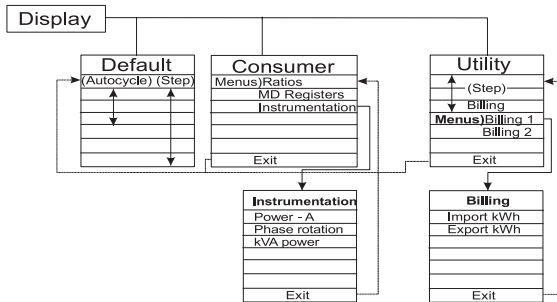 Display
Default
(Autocycle) (Step)
Consumer
Menus)Ratios
MD Registers
Instrumentation
Exit
Utility
(Step)
Billing
Menus)Billing 1
Billing 2
Exit
Instrumentation
Power - A
Phase rotation
kVA power
Exit
Billing
Import kWh
Export kWh
Exit